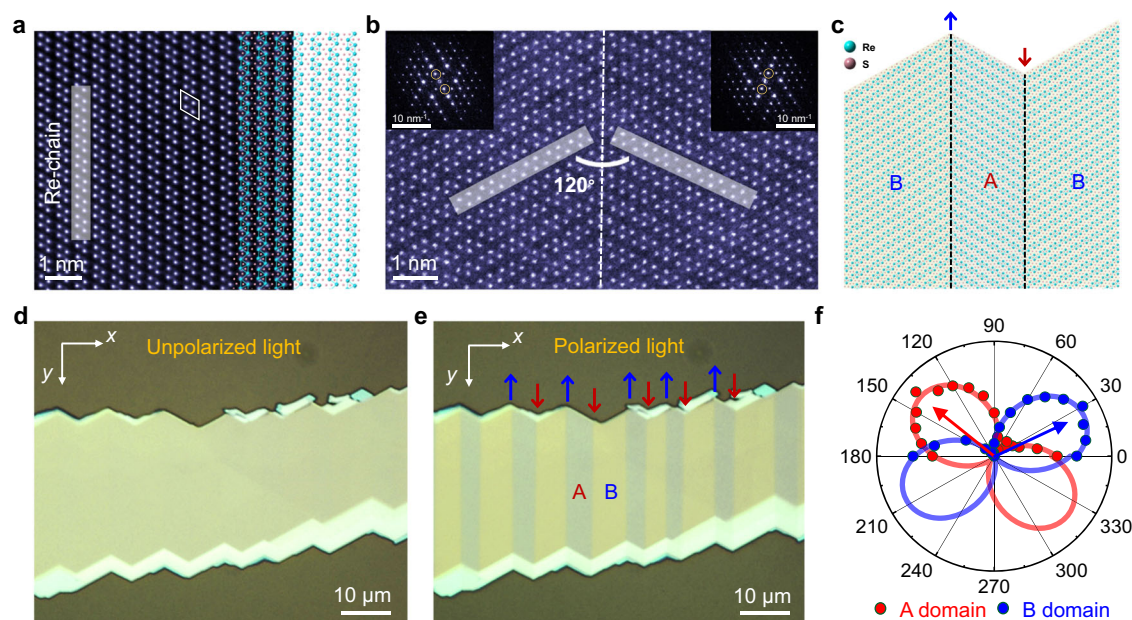 a
Re-chain
1 nm
b
10 nm⁻¹
10 nm⁻¹
120°
1 nm
c
Re
S
B
A
B
d
x
y
Unpolarized light
10 µm
e
x
y
Polarized light
A
B
10 µm
f
90
120
60
150
30
180
0
210
330
240
300
270
A domain
B domain